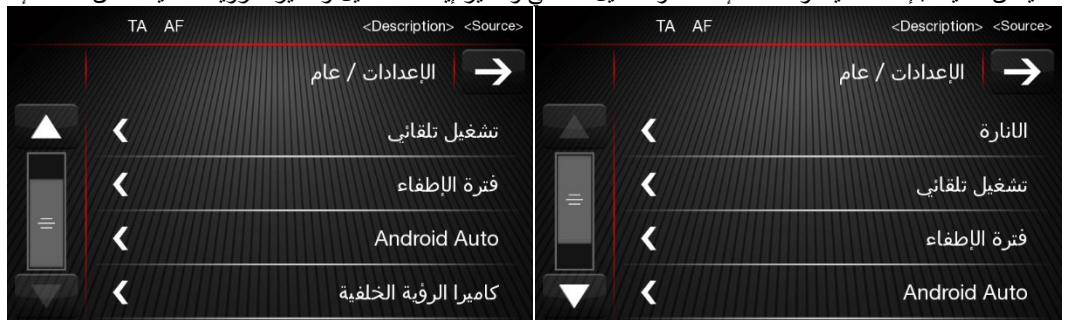 TA AF <Description> <Source>
الإعدادات / عام
الانارة
تشغيل تلقائي
فترة الإطفاء
Android Auto
TA AF <Description> <Source>
الإعدادات / عام
تشغيل تلقائي
فترة الإطفاء
Android Auto
كاميرا الرؤية الخلفية